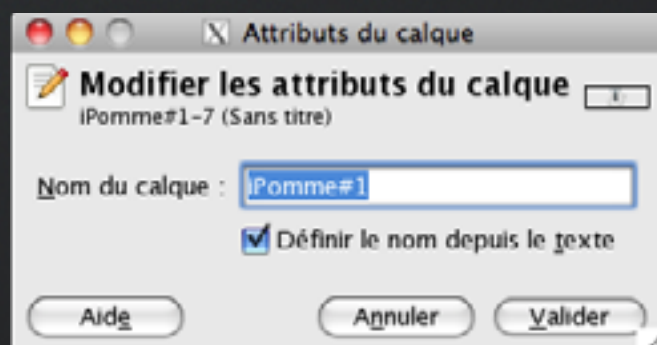 Attributs du calque
Modifier les attributs du calque
iPomme#1-7 (Sans titre)
Nom du calque : iPomme#1
Définir le nom depuis le texte
Aide Annuler Valider